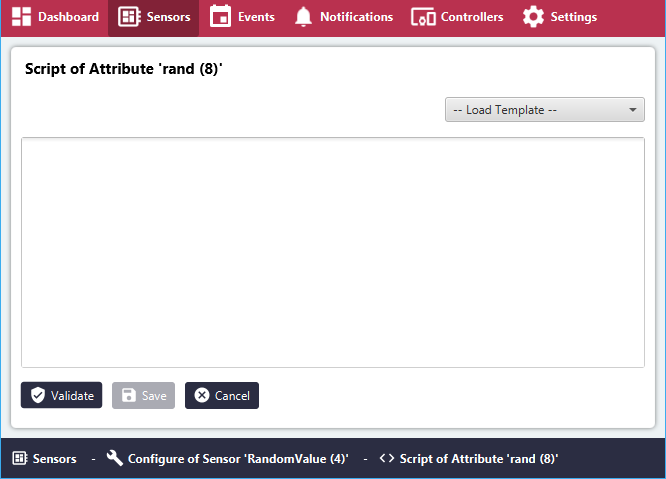 Dashboard Sensors Events Notifications Controllers Settings
Script of Attribute 'rand (8)'
-- Load Template --
Validate Save Cancel
Sensors - Configure of Sensor 'RandomValue (4)' - Script of Attribute 'rand (8)'